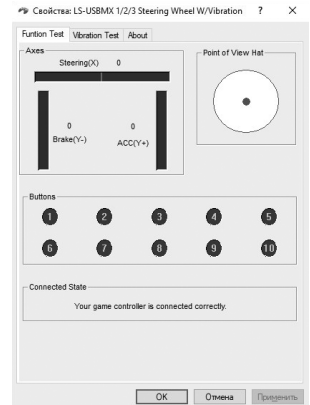 Свойства: LS-USBMX 1/2/3 Steering Wheel W/Vibration ? X
Funtion Test Vibration Test About
Axes
Steering(X) 0
0
Brake(Y-)
0
ACC(Y+)
Point of View Hat
Buttons
1 2 3 4 5
6 7 8 9 10
Connected State
Your game controller is connected correctly.
OK Отмена Применить